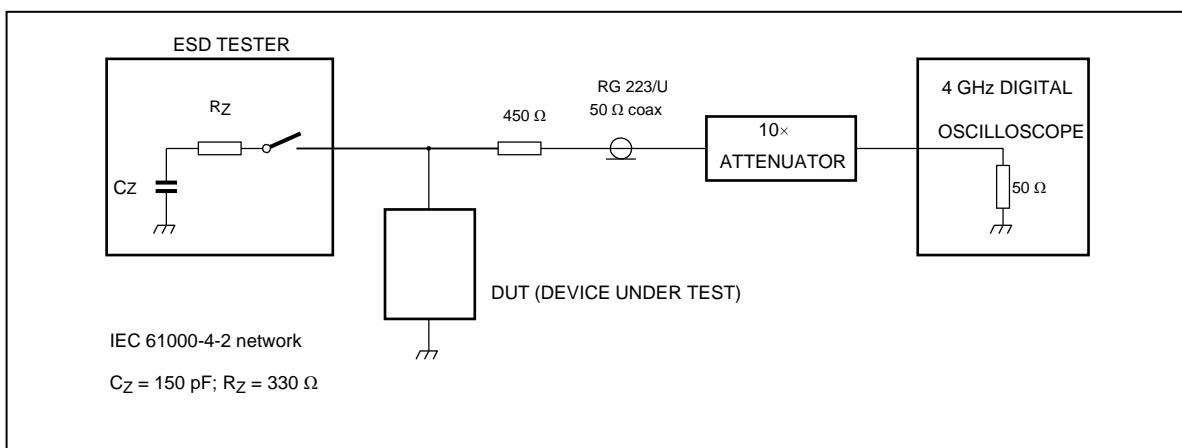 ESD TESTER
RZ
CZ
450 Ω
RG 223/U
50 Ω coax
10×
ATTENUATOR
4 GHz DIGITAL
OSCILLOSCOPE
50 Ω
DUT (DEVICE UNDER TEST)
IEC 61000-4-2 network
CZ = 150 pF; RZ = 330 Ω